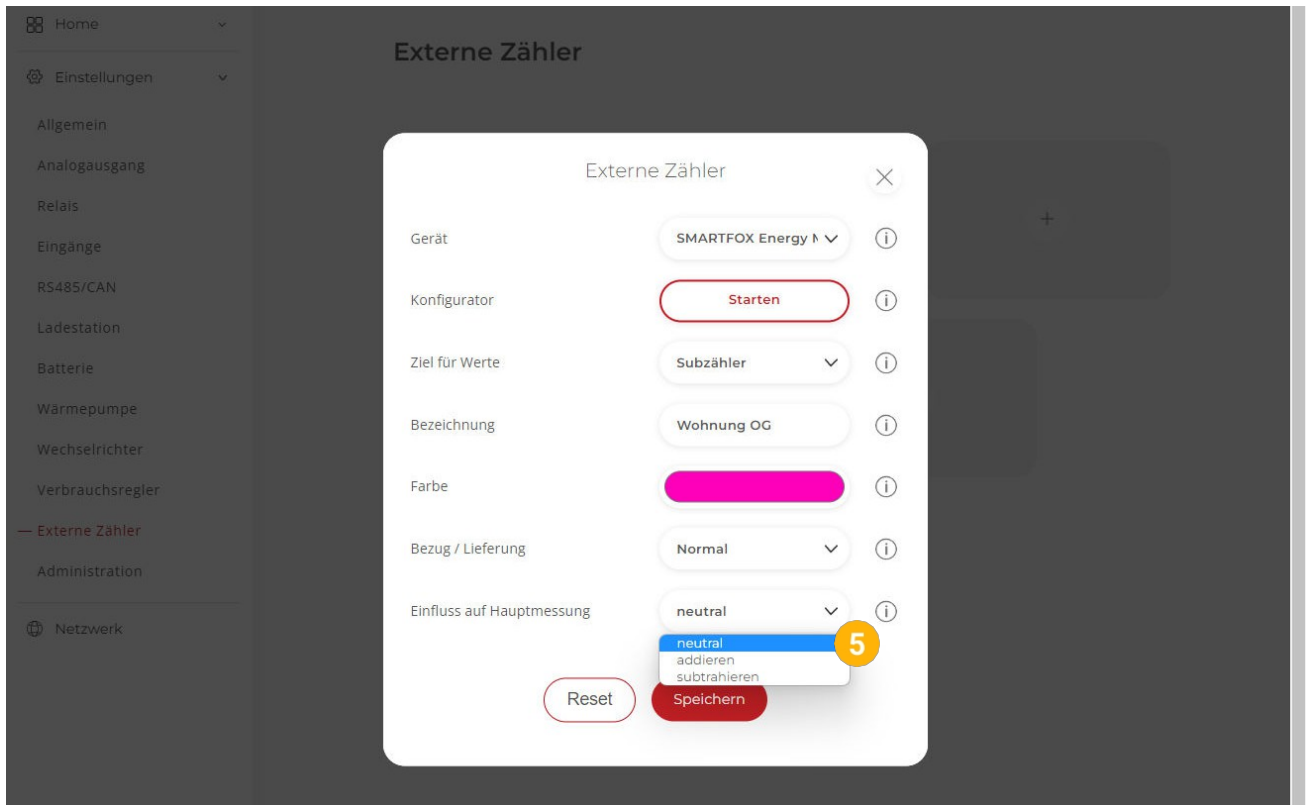 Home
Einstellungen
Allgemein
Analogausgang
Relais
Eingänge
RS485/CAN
Ladestation
Batterie
Wärmepumpe
Wechselrichter
Verbrauchsregler
Externe Zähler
Administration
Netzwerk
Externe Zähler
Externe Zähler
Gerät
SMARTFOX Energy M
Konfigurator
Starten
Ziel für Werte
Subzähler
Bezeichnung
Wohnung OG
Farbe
Bezug / Lieferung
Normal
Einfluss auf Hauptmessung
neutral
neutral
addieren
subtrahieren
5
Reset
Speichern